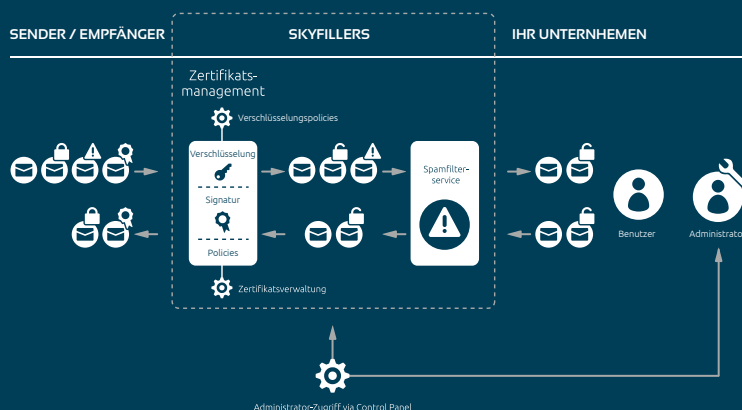 SENDER / EMPFÄNGER
SKYFILLERS
IHR UNTERNHEMEN
Zertifikats-
management
Verschlüsselungspolicies
Verschlüsselung
Signatur
Policies
Spamfilter-
service
Zertifikatsverwaltung
Benutzer
Administrato
Administrator-Zugriff via Control Panel